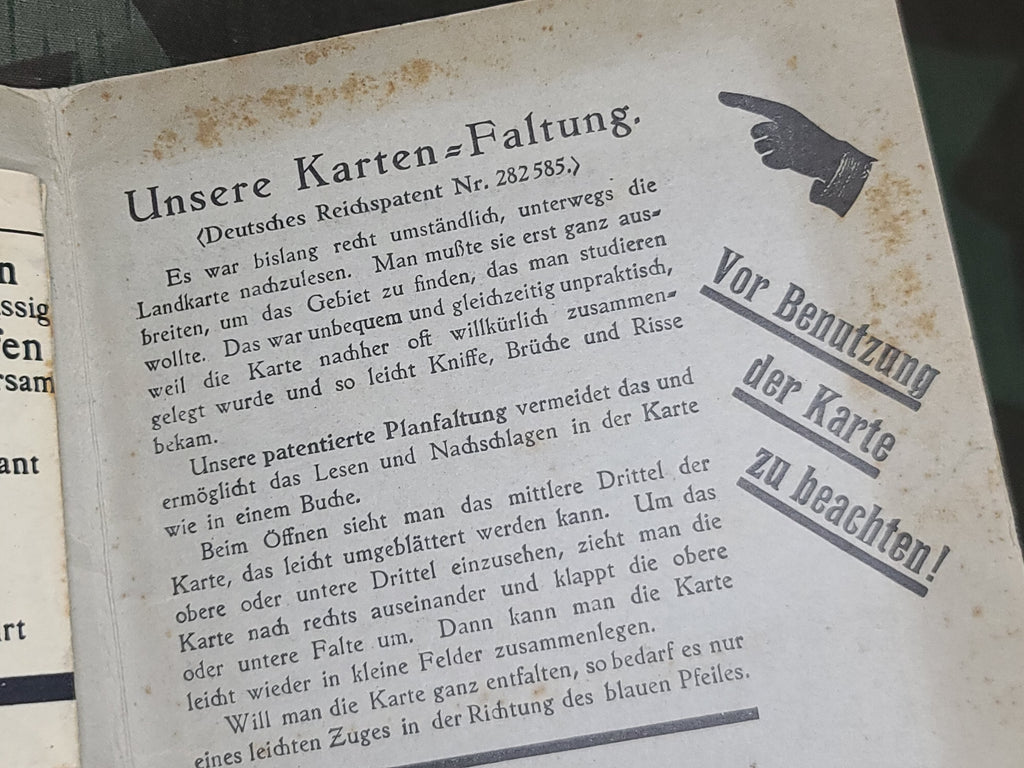 Unsere Karten=Faltung.
(Deutsches Reichspatent Nr. 282585.)
Es war bislang recht umständlich, unterwegs die
Landkarte nachzulesen. Man mußte sie erst ganz aus=
breiten, um das Gebiet zu finden, das man studieren
wollte. Das war unbequem und gleichzeitig unpraktisch,
weil die Karte nachher oft willkürlich zusammen=
gelegt wurde und so leicht Kniffe, Brüche und Risse
bekam.
Unsere patentierte Planfaltung vermeidet das und
ermöglicht das Lesen und Nachschlagen in der Karte
wie in einem Buche.
Beim Öffnen sieht man das mittlere Drittel der
Karte, das leicht umgeblättert werden kann. Um das
obere oder untere Drittel einzusehen, zieht man die
Karte nach rechts auseinander und klappt die obere
oder untere Falte um. Dann kann man die Karte
leicht wieder in kleine Felder zusammenlegen.
Will man die Karte ganz entfalten, so bedarf es nur
eines leichten Zuges in der Richtung des blauen Pfeiles.
Vor Benutzung
der Karte
zu beachten!
n
ssig
en
rsam
ant
rt